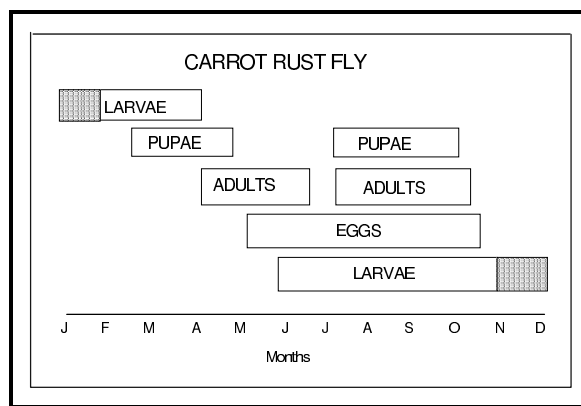 CARROT RUST FLY
LARVAE
PUPAE PUPAE
ADULTS ADULTS
EGGS
LARVAE
J F M A M J J A S O N D
Months